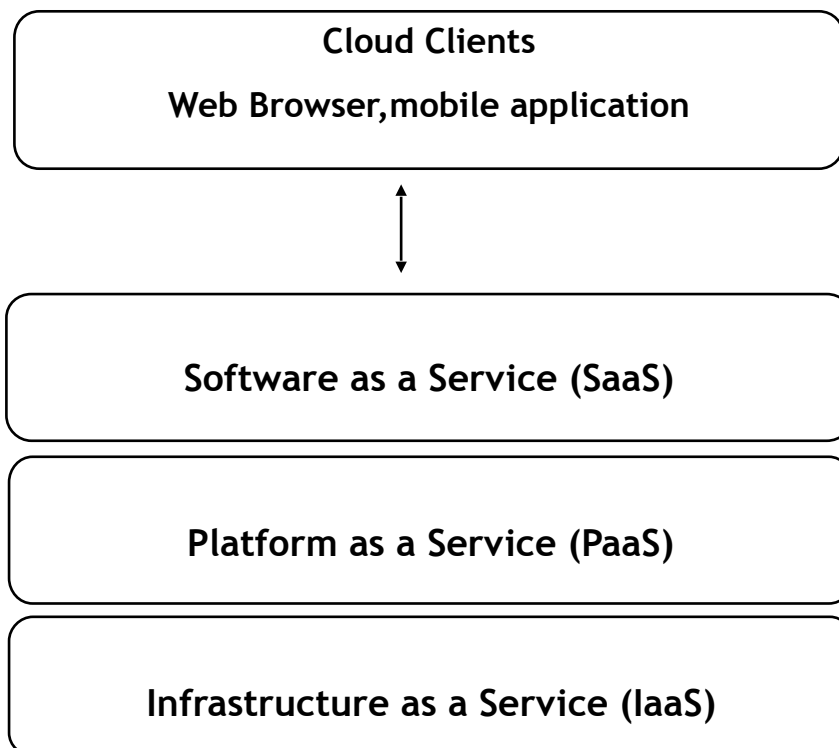 Cloud Clients
Web Browser,mobile application
Software as a Service (SaaS)
Platform as a Service (PaaS)
Infrastructure as a Service (IaaS)